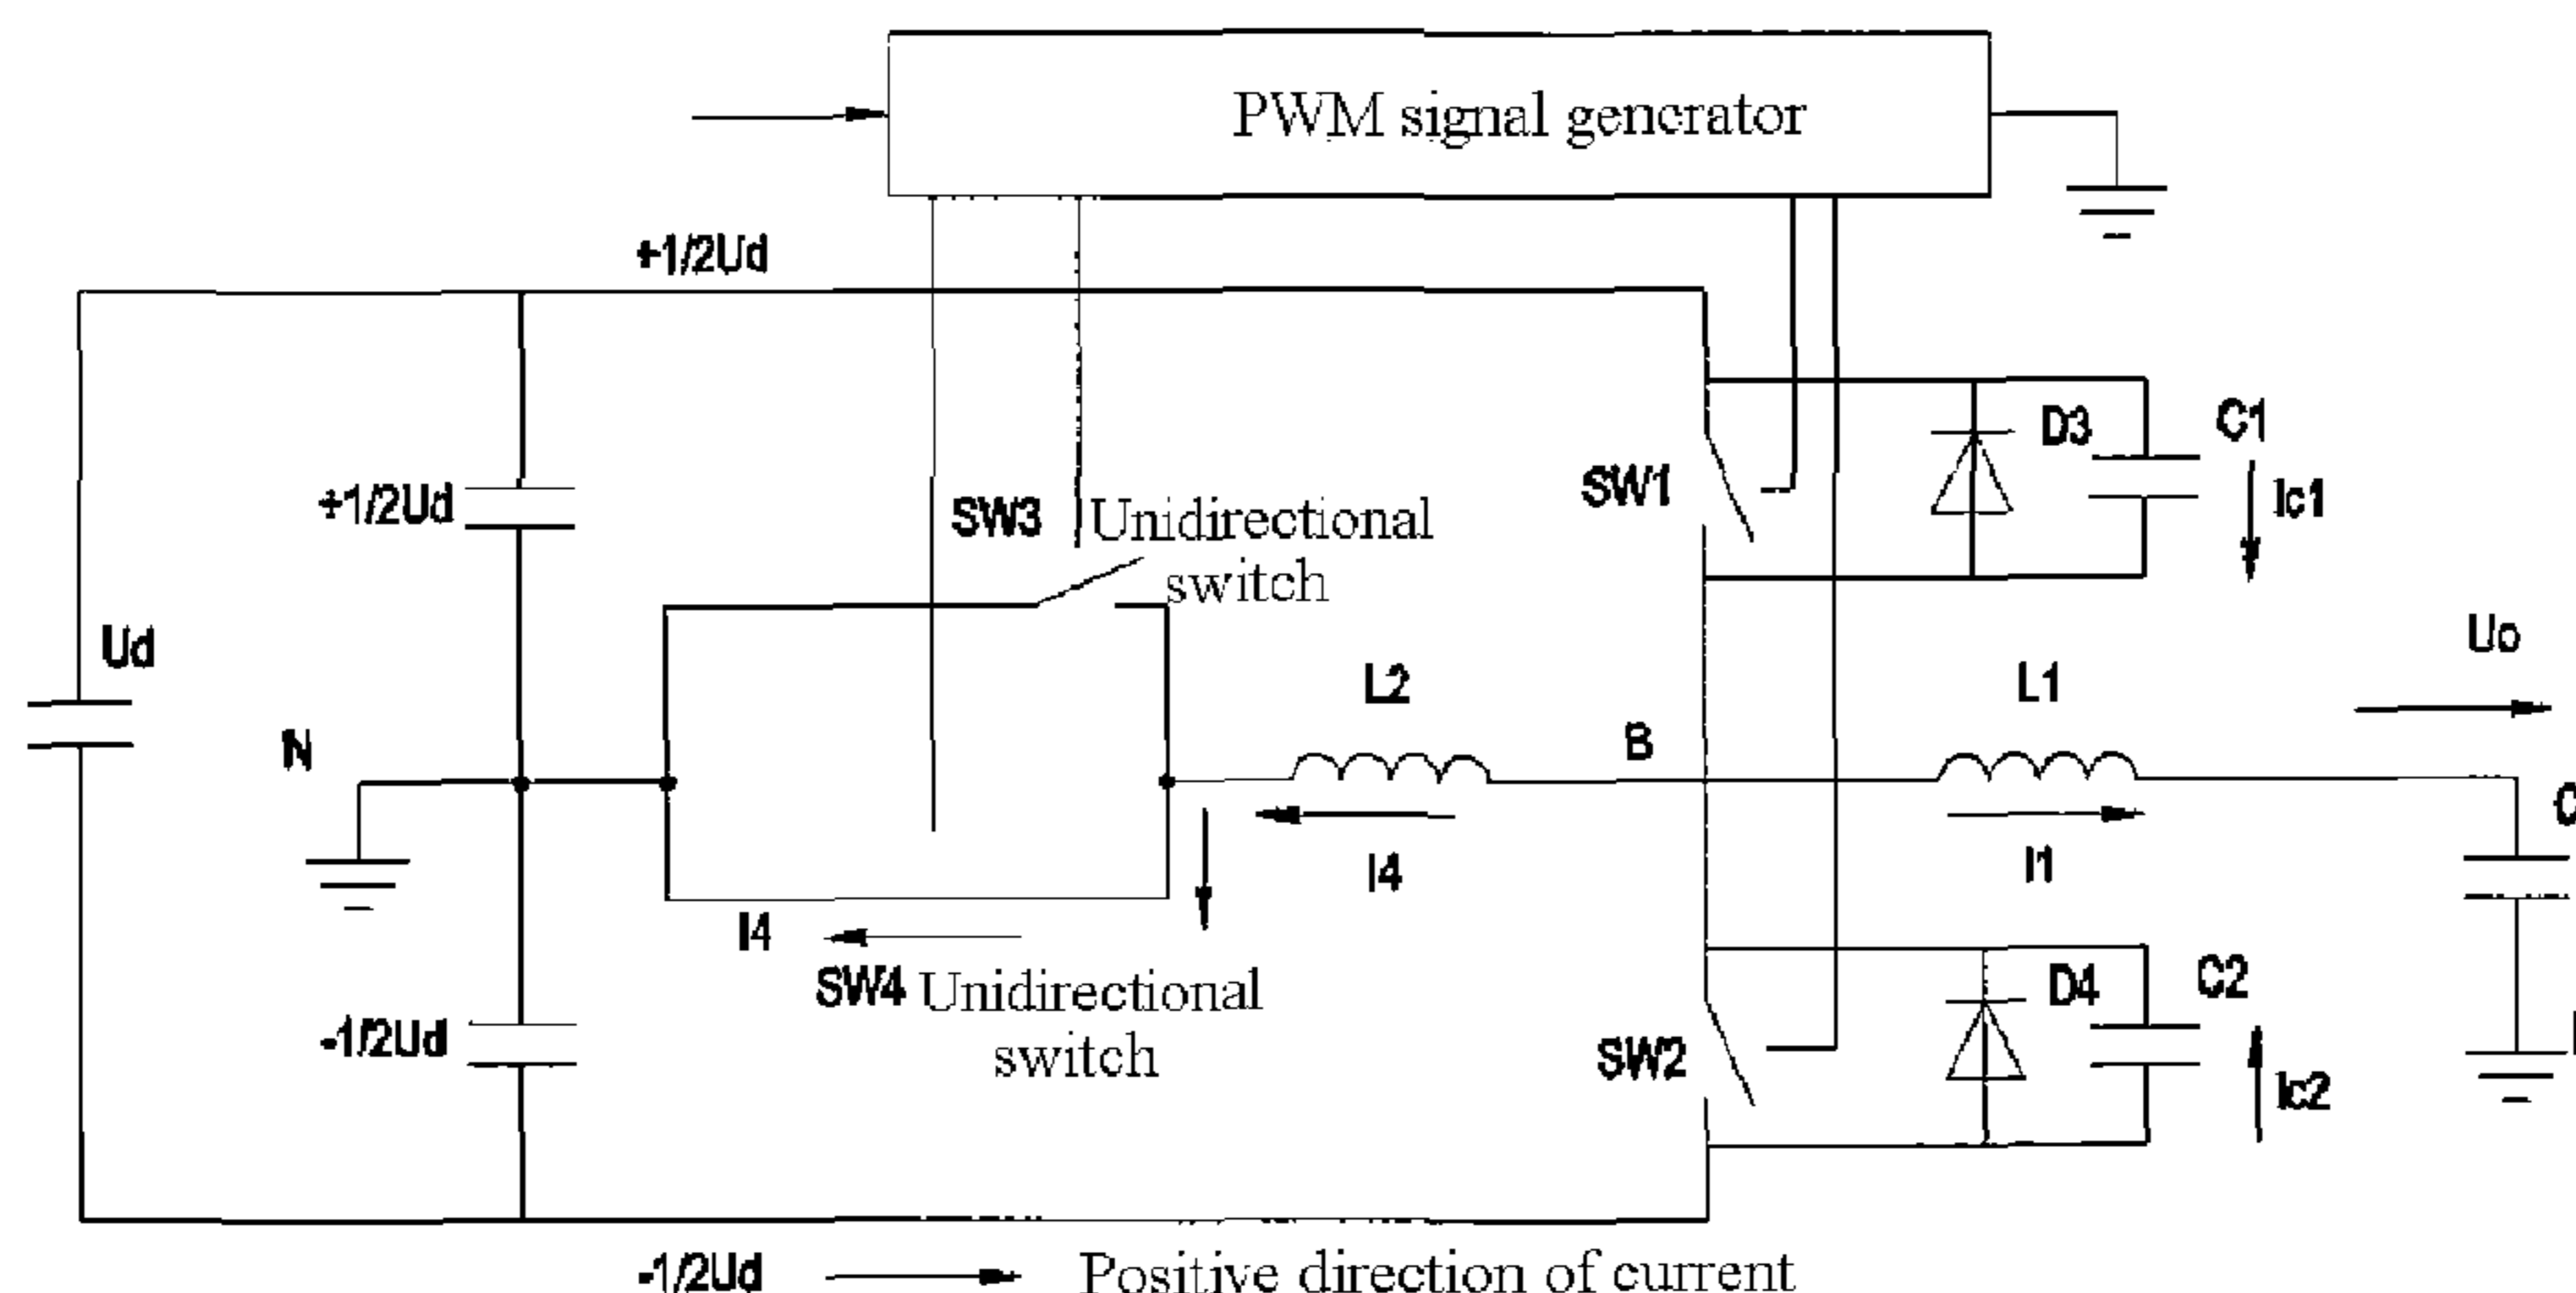 PWM signal generator
+1/2Ud
+1/2Ud
SW3
Unidirectional
switch
SW1
D3
C1
Ic1
Ud
N
L2
B
L1
Uo
I4
I1
I4
SW4 Unidirectional
switch
-1/2Ud
SW2
D4
C2
Ic2
-1/2Ud
Positive direction of current